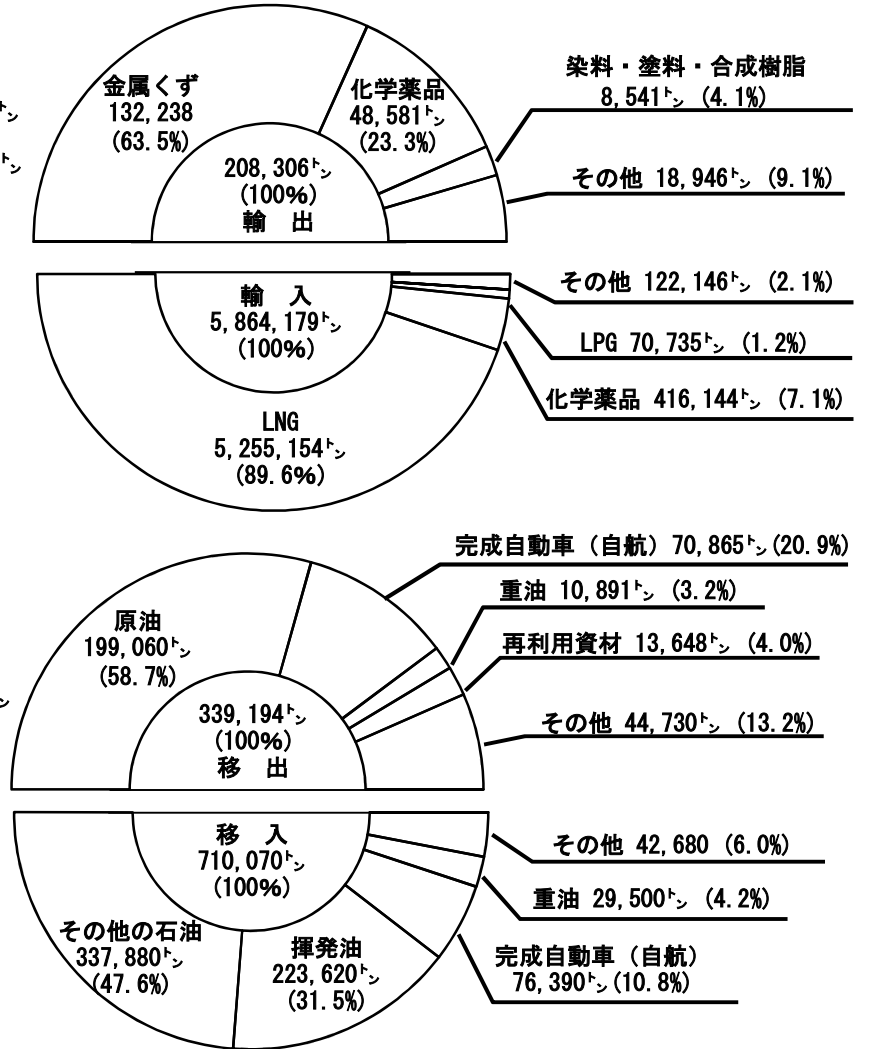 金属くず
132,238
(63.5%)
化学薬品
48,581㌧
(23.3%)
染料・塗料・合成樹脂
8,541㌧ (4.1%)
その他 18,946㌧ (9.1%)
208,306㌧
(100%)
輸 出
輸 入
5,864,179㌧
(100%)
その他 122,146㌧ (2.1%)
LPG 70,735㌧ (1.2%)
化学薬品 416,144㌧ (7.1%)
LNG
5,255,154㌧
(89.6%)
完成自動車(自航) 70,865㌧ (20.9%)
重油 10,891㌧ (3.2%)
再利用資材 13,648㌧ (4.0%)
その他 44,730㌧ (13.2%)
原油
199,060㌧
(58.7%)
339,194㌧
(100%)
移 出
移 入
710,070㌧
(100%)
その他 42,680 (6.0%)
重油 29,500㌧ (4.2%)
完成自動車(自航)
76,390㌧ (10.8%)
その他の石油
337,880㌧
(47.6%)
揮発油
223,620㌧
(31.5%)